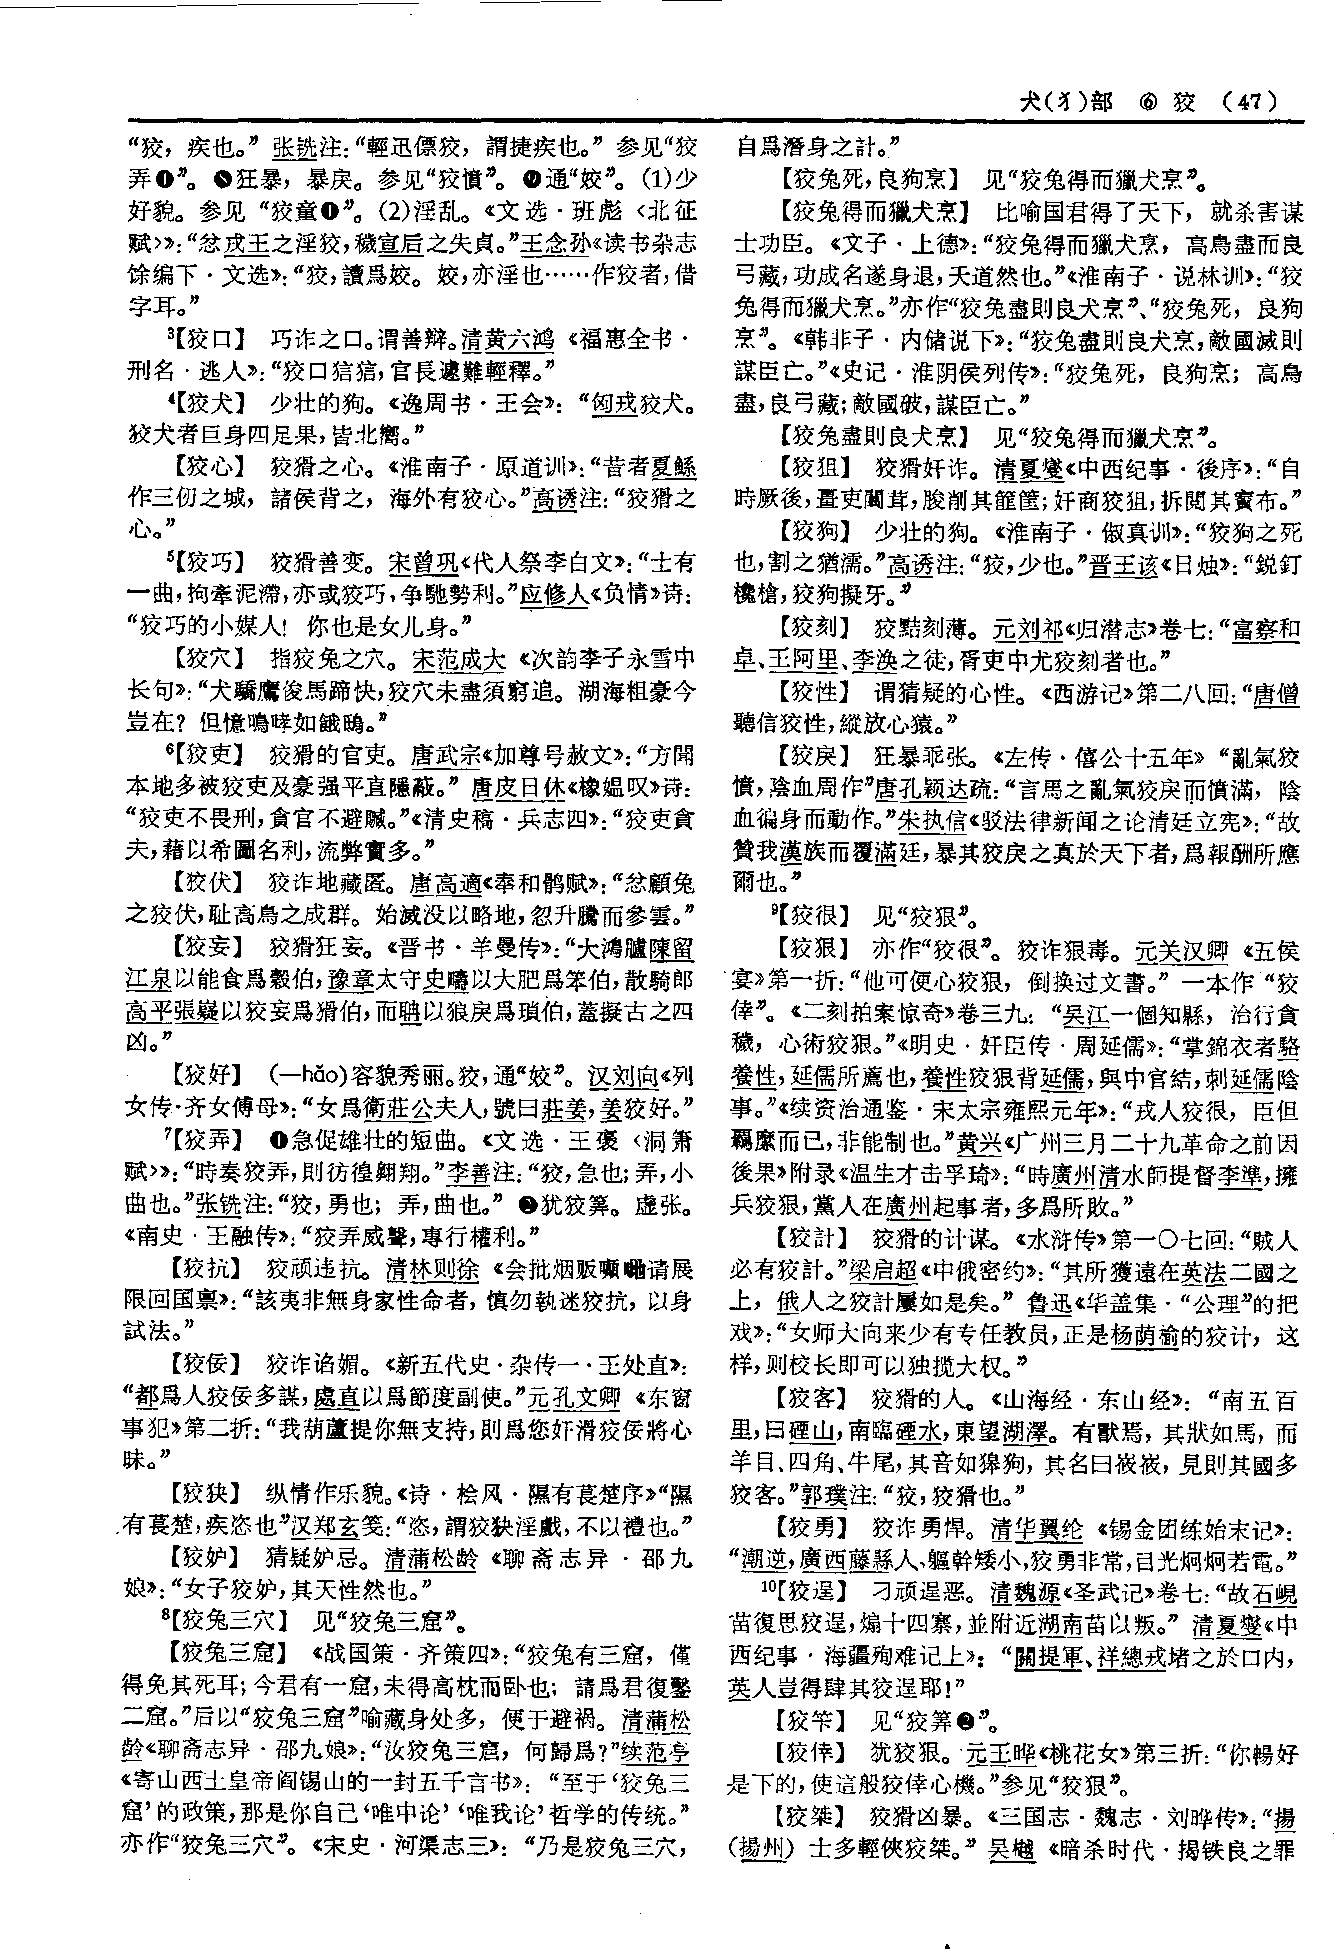 犬(犭)部 ⑥ 狡 (47)
“狡，疾也。”张铣注：“輕迅僄狡，謂捷疾也。”参见“狡
弄❶”。❺狂暴，暴戾。参见“狡憤”。❼通“姣”。(1)少
好貌。参见“狡童❶”。(2)淫乱。《文选·班彪〈北征
赋〉》：“忿戎王之淫狡，穢宣后之失貞。”王念孙《读书杂志
馀编下·文选》：“狡，讀爲姣。姣，亦淫也……作狡者，借
字耳。”
³【狡口】 巧诈之口。谓善辩。清黄六鸿《福惠全书·
刑名·逃人》：“狡口狺狺，官長遽難輕釋。”
⁴【狡犬】 少壮的狗。《逸周书·王会》：“匈戎狡犬。
狡犬者巨身四足果，皆北嚮。”
【狡心】 狡猾之心。《淮南子·原道训》：“昔者夏鯀
作三仞之城，諸侯背之，海外有狡心。”高诱注：“狡猾之
心。”
⁵【狡巧】 狡猾善变。宋曾巩《代人祭李白文》：“士有
一曲，拘牽泥滯，亦或狡巧，争馳勢利。”应修人《负情》诗：
“狡巧的小媒人！你也是女儿身。”
【狡穴】 指狡兔之穴。宋范成大《次韵李子永雪中
长句》：“犬驕鷹俊馬蹄快，狡穴未盡須窮追。湖海粗豪今
豈在？但憶鳴哮如餓鴟。”
⁶【狡吏】 狡猾的官吏。唐武宗《加尊号赦文》：“方聞
本地多被狡吏及豪强平直隱蔽。”唐皮日休《橡媪叹》诗：
“狡吏不畏刑，貪官不避贓。”《清史稿·兵志四》：“狡吏貪
夫，藉以希圖名利，流弊實多。”
【狡伏】 狡诈地藏匿。唐高適《奉和鹘赋》：“忿顧兔
之狡伏，耻高鳥之成群。始滅没以略地，忽升騰而參雲。”
【狡妄】 狡猾狂妄。《晋书·羊曼传》：“大鴻臚陳留
江泉以能食爲穀伯，豫章太守史疇以大肥爲笨伯，散騎郎
高平張嶷以狡妄爲猾伯，而聃以狼戾爲瑣伯，蓋擬古之四
凶。”
【狡好】 (—hǎo)容貌秀丽。狡，通“姣”。汉刘向《列
女传·齐女傅母》：“女爲衛莊公夫人，號曰莊姜，姜狡好。”
⁷【狡弄】 ❶急促雄壮的短曲。《文选·王褒〈洞箫
赋〉》：“時奏狡弄，則彷徨翱翔。”李善注：“狡，急也；弄，小
曲也。”张铣注：“狡，勇也；弄，曲也。”❷犹狡筭。虚张。
《南史·王融传》：“狡弄威聲，專行權利。”
【狡抗】 狡顽违抗。清林则徐《会批烟贩請展
限回国禀》：“該夷非無身家性命者，慎勿執迷狡抗，以身
試法。”
【狡佞】 狡诈谄媚。《新五代史·杂传一·王处直》：
“都爲人狡佞多謀，處直以爲節度副使。”元孔文卿《东窗
事犯》第二折：“我葫蘆提你無支持，則爲您奸滑狡佞將心
昧。”
【狡狭】 纵情作乐貌。《诗·桧风·隰有萇楚序》“隰
有萇楚，疾恣也”汉郑玄笺：“恣，謂狡狭淫戲，不以禮也。”
【狡妒】 猜疑妒忌。清蒲松龄《聊斋志异·邵九
娘》：“女子狡妒，其天性然也。”
⁸【狡兔三穴】 见“狡兔三窟”。
【狡兔三窟】 《战国策·齐策四》：“狡兔有三窟，僅
得免其死耳；今君有一窟，未得高枕而卧也；請爲君復鑿
二窟。”后以“狡兔三窟”喻藏身处多，便于避祸。清蒲松
龄《聊斋志异·邵九娘》：“汝狡兔三窟，何歸爲？”续范亭
《寄山西土皇帝阎锡山的一封五千言书》：“至于‘狡兔三
窟’的政策，那是你自己‘唯中论’‘唯我论’哲学的传统。”
亦作“狡兔三穴”。《宋史·河渠志三》：“乃是狡兔三穴，
自爲潛身之計。”
【狡兔死，良狗烹】 见“狡兔得而獵犬烹”。
【狡兔得而獵犬烹】 比喻国君得了天下，就杀害谋
士功臣。《文子·上德》：“狡兔得而獵犬烹，高鳥盡而良
弓藏，功成名遂身退，天道然也。”《淮南子·说林训》：“狡
兔得而獵犬烹。”亦作“狡兔盡則良犬烹”、“狡兔死，良狗
烹”。《韩非子·内储说下》：“狡兔盡則良犬烹，敵國滅則
謀臣亡。”《史记·淮阴侯列传》：“狡兔死，良狗烹；高鳥
盡，良弓藏；敵國破，謀臣亡。”
【狡兔盡則良犬烹】 见“狡兔得而獵犬烹”。
【狡狙】 狡猾奸诈。清夏燮《中西纪事·後序》：“自
時厥後，疆吏闒茸，朘削其筐篚；奸商狡狙，拆閲其賨布。”
【狡狗】 少壮的狗。《淮南子·俶真训》：“狡狗之死
也，割之猶濡。”高诱注：“狡，少也。”晋王该《日烛》：“鋭釘
欃槍，狡狗擬牙。”
【狡刻】 狡黠刻薄。元刘祁《归潜志》卷七：“富察和
卓、王阿里、李涣之徒，胥吏中尤狡刻者也。”
【狡性】 谓猜疑的心性。《西游记》第二八回：“唐僧
聽信狡性，縱放心猿。”
【狡戾】 狂暴乖张。《左传·僖公十五年》“亂氣狡
憤，陰血周作”唐孔颖达疏：“言馬之亂氣狡戾而憤滿，陰
血徧身而動作。”朱执信《驳法律新闻之论清廷立宪》：“故
贊我漢族而覆滿廷，暴其狡戾之真於天下者，爲報酬所應
爾也。”
⁹【狡很】 见“狡狠”。
【狡狠】 亦作“狡很”。狡诈狠毒。元关汉卿《五侯
宴》第一折：“他可便心狡狠，倒换过文書。”一本作“狡
倖”。《二刻拍案惊奇》卷三九：“吴江一個知縣，治行貪
穢，心術狡狠。”《明史·奸臣传·周延儒》：“掌錦衣者駱
養性，延儒所薦也，養性狡狠背延儒，與中官結，刺延儒陰
事。”《续资治通鉴·宋太宗雍熙元年》：“戎人狡很，臣但
羈縻而已，非能制也。”黄兴《广州三月二十九革命之前因
後果》附录《温生才击孚琦》：“時廣州清水師提督李準，擁
兵狡狠，黨人在廣州起事者，多爲所敗。”
【狡計】 狡猾的计谋。《水浒传》第一〇七回：“賊人
必有狡計。”梁启超《中俄密约》：“其所獲遠在英法二國之
上，俄人之狡計屢如是矣。”鲁迅《华盖集·“公理”的把
戏》：“女师大向来少有专任教员，正是杨荫榆的狡计，这
样，则校长即可以独揽大权。”
【狡客】 狡猾的人。《山海经·东山经》：“南五百
里，曰䃌山，南臨䃌水，東望湖澤。有獸焉，其狀如馬，而
羊目、四角、牛尾，其音如獆狗，其名曰峳峳，見則其國多
狡客。”郭璞注：“狡，狡猾也。”
【狡勇】 狡诈勇悍。清华翼纶《锡金团练始末记》：
“潮逆，廣西藤縣人、軀幹矮小，狡勇非常，目光炯炯若電。”
¹⁰【狡逞】 刁顽逞恶。清魏源《圣武记》卷七：“故石峴
苗復思狡逞，煽十四寨，並附近湖南苗以叛。”清夏燮《中
西纪事·海疆殉难记上》：“關提軍、祥總戎堵之於口内，
英人豈得肆其狡逞耶！”
【狡笇】 见“狡筭❷”。
【狡倖】 犹狡狠。元王晔《桃花女》第三折：“你暢好
是下的，使這般狡倖心機。”参见“狡狠”。
【狡桀】 狡猾凶暴。《三国志·魏志·刘晔传》：“揚
(揚州) 士多輕俠狡桀。”吴樾《暗杀时代·揭铁良之罪